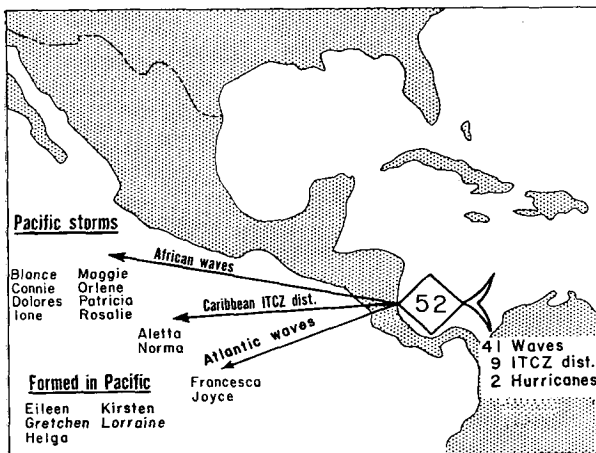 Pacific storms
African waves
Blance Maggie
Connie Orlene
Dolores Patricia
Ione Rosalie
Caribbean ITCZ dist.
Aletta
Norma
Atlantic waves
Francesca
Joyce
52
41 Waves
9 ITCZ dist.
2 Hurricanes
Formed in Pacific
Eileen Kirsten
Gretchen Lorraine
Helga